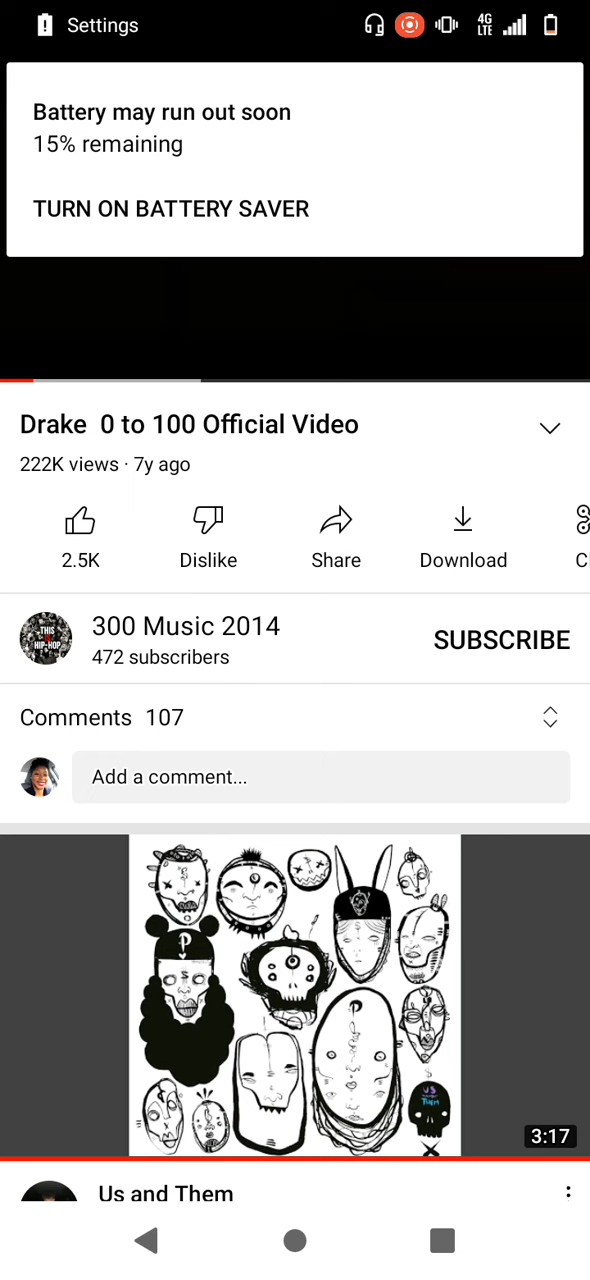 Settings
4G
LTE
Battery may run out soon
15% remaining
TURN ON BATTERY SAVER
Drake 0 to 100 Official Video
222K views · 7y ago
2.5K
Dislike
Share
Download
THIS
HIP-HOP
300 Music 2014
472 subscribers
SUBSCRIBE
Comments 107
Add a comment...
P
US
THEM
3:17
Us and Them